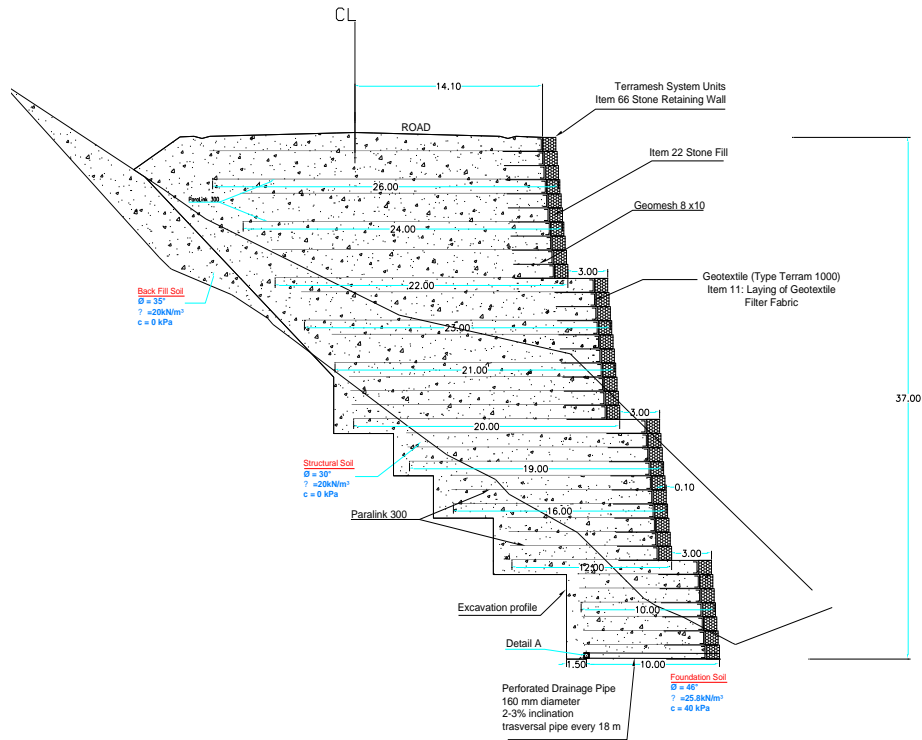 CL
14.10
Terramesh System Units
Item 66 Stone Retaining Wall
ROAD
Item 22 Stone Fill
26.00
ParaLink 300
Geomesh 8 x10
24.00
3.00
22.00
Geotextile (Type Terram 1000)
Item 11: Laying of Geotextile
Filter Fabric
Back Fill Soil
Ø = 35°
? =20kN/m³
c = 0 kPa
23.00
37.00
21.00
3.00
20.00
Structural Soil
Ø = 30°
? =20kN/m³
c = 0 kPa
19.00
0.10
Paralink 300
16.00
3.00
12.00
Excavation profile
10.00
Detail A
1.50
10.00
Foundation Soil
Ø = 46°
? =25.8kN/m³
c = 40 kPa
Perforated Drainage Pipe
160 mm diameter
2-3% inclination
trasversal pipe every 18 m